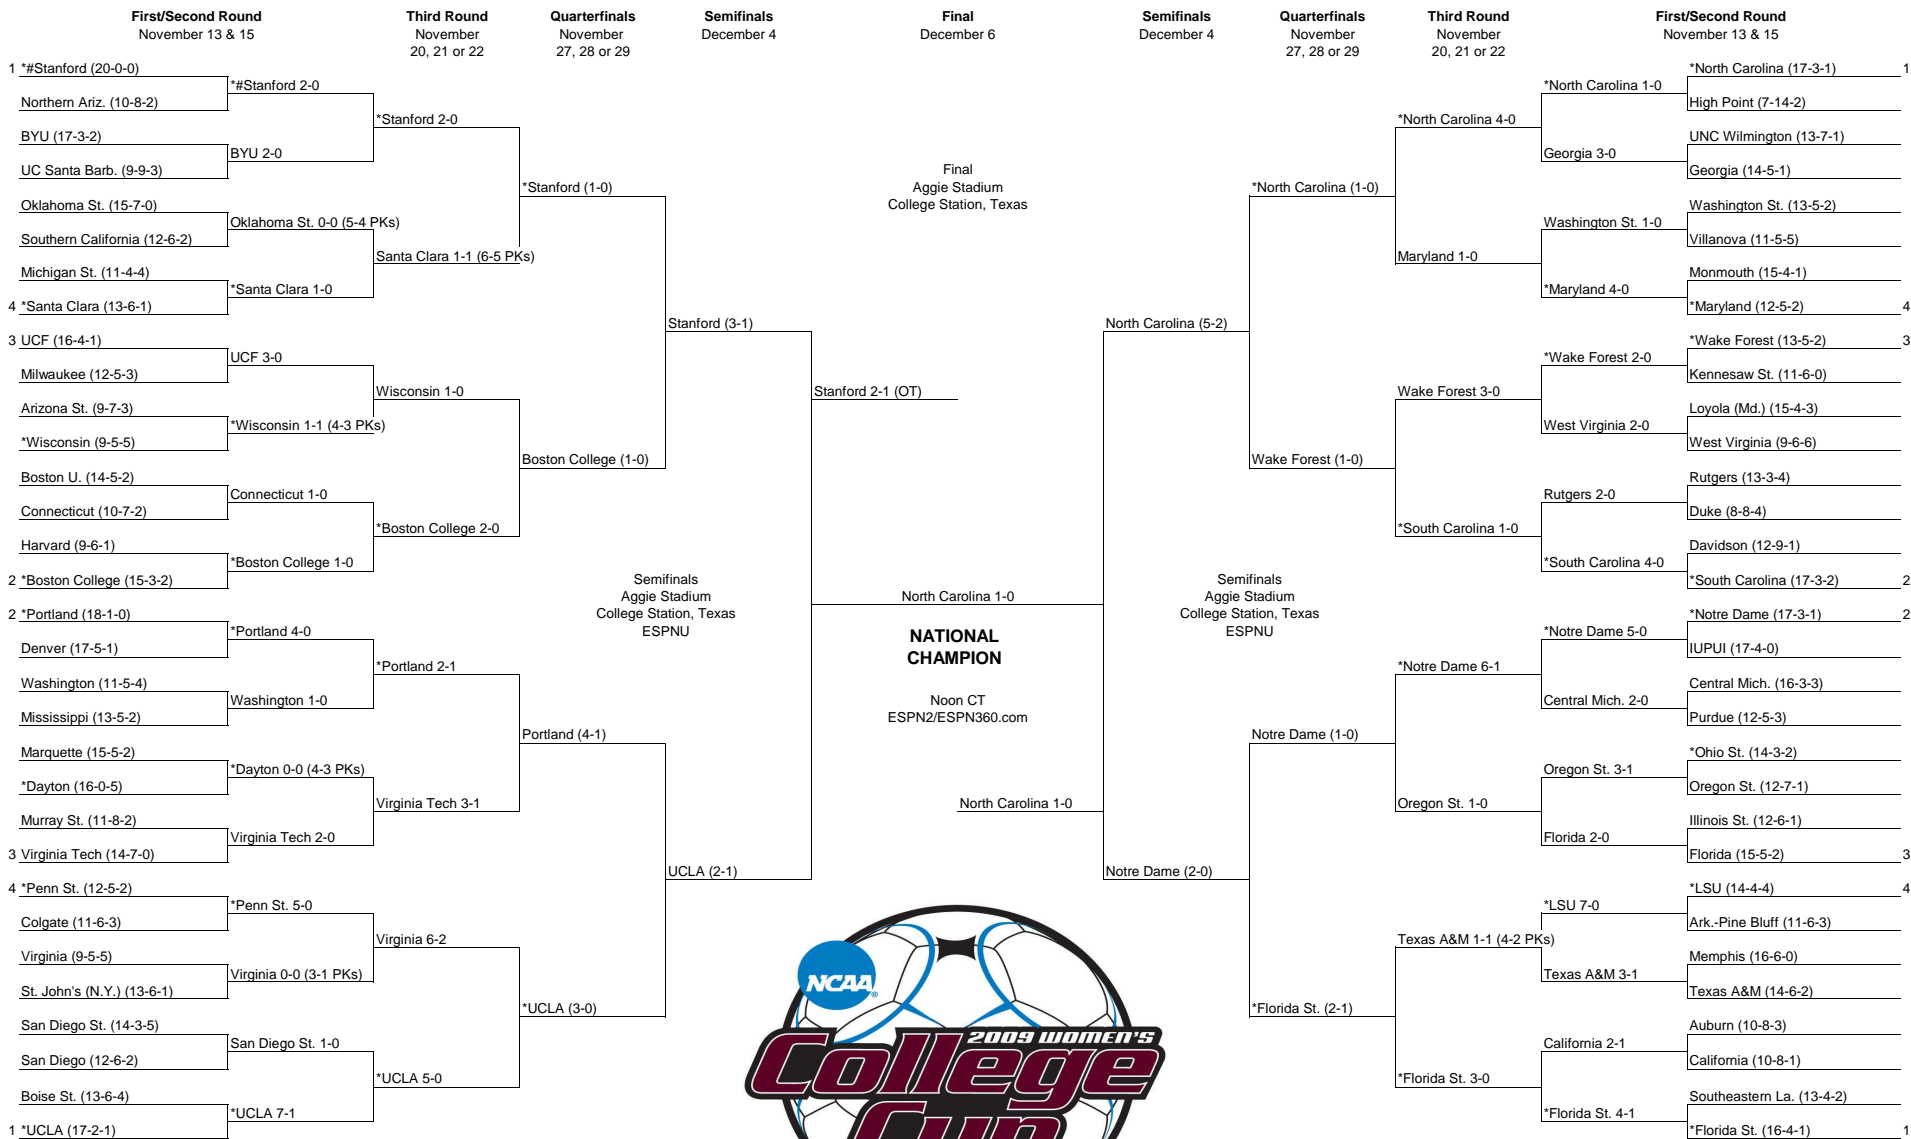 First/Second Round
November 13 & 15
Third Round
November
20, 21 or 22
Quarterfinals
November
27, 28 or 29
Semifinals
December 4
Final
December 6
Semifinals
December 4
Quarterfinals
November
27, 28 or 29
Third Round
November
20, 21 or 22
First/Second Round
November 13 & 15
1 *#Stanford (20-0-0)
Northern Ariz. (10-8-2)
BYU (17-3-2)
UC Santa Barb. (9-9-3)
Oklahoma St. (15-7-0)
Southern California (12-6-2)
Michigan St. (11-4-4)
4 *Santa Clara (13-6-1)
3 UCF (16-4-1)
Milwaukee (12-5-3)
Arizona St. (9-7-3)
*Wisconsin (9-5-5)
Boston U. (14-5-2)
Connecticut (10-7-2)
Harvard (9-6-1)
2 *Boston College (15-3-2)
2 *Portland (18-1-0)
Denver (17-5-1)
Washington (11-5-4)
Mississippi (13-5-2)
Marquette (15-5-2)
*Dayton (16-0-5)
Murray St. (11-8-2)
3 Virginia Tech (14-7-0)
4 *Penn St. (12-5-2)
Colgate (11-6-3)
Virginia (9-5-5)
St. John's (N.Y.) (13-6-1)
San Diego St. (14-3-5)
San Diego (12-6-2)
Boise St. (13-6-4)
1 *UCLA (17-2-1)
*#Stanford 2-0
BYU 2-0
Oklahoma St. 0-0 (5-4 PKs)
*Santa Clara 1-0
UCF 3-0
*Wisconsin 1-1 (4-3 PKs)
Connecticut 1-0
*Boston College 1-0
*Portland 4-0
Washington 1-0
*Dayton 0-0 (4-3 PKs)
Virginia Tech 2-0
*Penn St. 5-0
Virginia 0-0 (3-1 PKs)
San Diego St. 1-0
*UCLA 7-1
*Stanford 2-0
Santa Clara 1-1 (6-5 PKs)
Wisconsin 1-0
*Boston College 2-0
*Portland 2-1
Virginia Tech 3-1
Virginia 6-2
*UCLA 5-0
*Stanford (1-0)
Boston College (1-0)
Portland (4-1)
*UCLA (3-0)
Stanford (3-1)
UCLA (2-1)
Semifinals
Aggie Stadium
College Station, Texas
ESPNU
Stanford 2-1 (OT)
Final
Aggie Stadium
College Station, Texas
North Carolina 1-0
NATIONAL
CHAMPION
Noon CT
ESPN2/ESPN360.com
North Carolina 1-0
NCAA®
2009 WOMEN'S
College
Cup
North Carolina (5-2)
Notre Dame (2-0)
Semifinals
Aggie Stadium
College Station, Texas
ESPNU
*North Carolina (1-0)
Wake Forest (1-0)
Notre Dame (1-0)
*Florida St. (2-1)
*North Carolina 4-0
Maryland 1-0
Wake Forest 3-0
*South Carolina 1-0
*Notre Dame 6-1
Oregon St. 1-0
Texas A&M 1-1 (4-2 PKs)
*Florida St. 3-0
*North Carolina 1-0
Georgia 3-0
Washington St. 1-0
*Maryland 4-0
*Wake Forest 2-0
West Virginia 2-0
Rutgers 2-0
*South Carolina 4-0
*Notre Dame 5-0
Central Mich. 2-0
Oregon St. 3-1
Florida 2-0
*LSU 7-0
Texas A&M 3-1
California 2-1
*Florida St. 4-1
*North Carolina (17-3-1) 1
High Point (7-14-2)
UNC Wilmington (13-7-1)
Georgia (14-5-1)
Washington St. (13-5-2)
Villanova (11-5-5)
Monmouth (15-4-1)
*Maryland (12-5-2) 4
*Wake Forest (13-5-2) 3
Kennesaw St. (11-6-0)
Loyola (Md.) (15-4-3)
West Virginia (9-6-6)
Rutgers (13-3-4)
Duke (8-8-4)
Davidson (12-9-1)
*South Carolina (17-3-2) 2
*Notre Dame (17-3-1) 2
IUPUI (17-4-0)
Central Mich. (16-3-3)
Purdue (12-5-3)
*Ohio St. (14-3-2)
Oregon St. (12-7-1)
Illinois St. (12-6-1)
Florida (15-5-2) 3
*LSU (14-4-4) 4
Ark.-Pine Bluff (11-6-3)
Memphis (16-6-0)
Texas A&M (14-6-2)
Auburn (10-8-3)
California (10-8-1)
Southeastern La. (13-4-2)
*Florida St. (16-4-1) 1